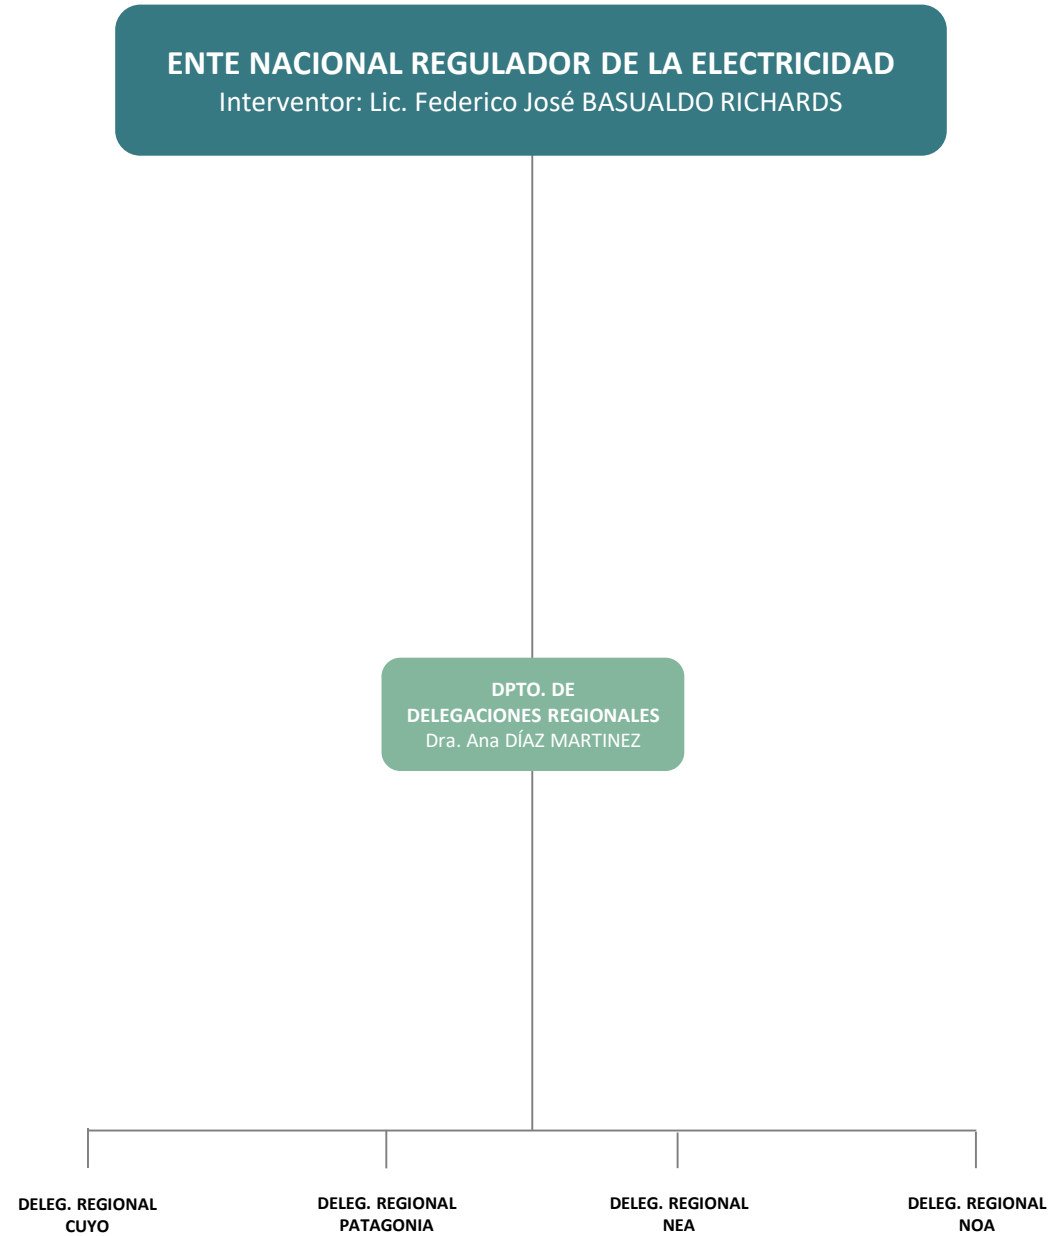 ENTE NACIONAL REGULADOR DE LA ELECTRICIDAD
Interventor: Lic. Federico José BASUALDO RICHARDS
DPTO. DE
DELEGACIONES REGIONALES
Dra. Ana DÍAZ MARTINEZ
DELEG. REGIONAL
CUYO
DELEG. REGIONAL
PATAGONIA
DELEG. REGIONAL
NEA
DELEG. REGIONAL
NOA